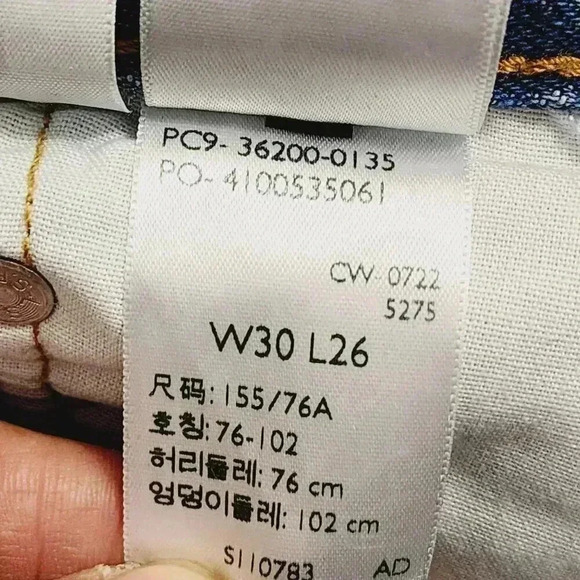 PC9- 36200-0135
PO- 4100535061
CW- 0722
5275
W30 L26
尺码: 155/76A
호칭: 76-102
허리둘레: 76 cm
엉덩이둘레: 102 cm
S110783 AD